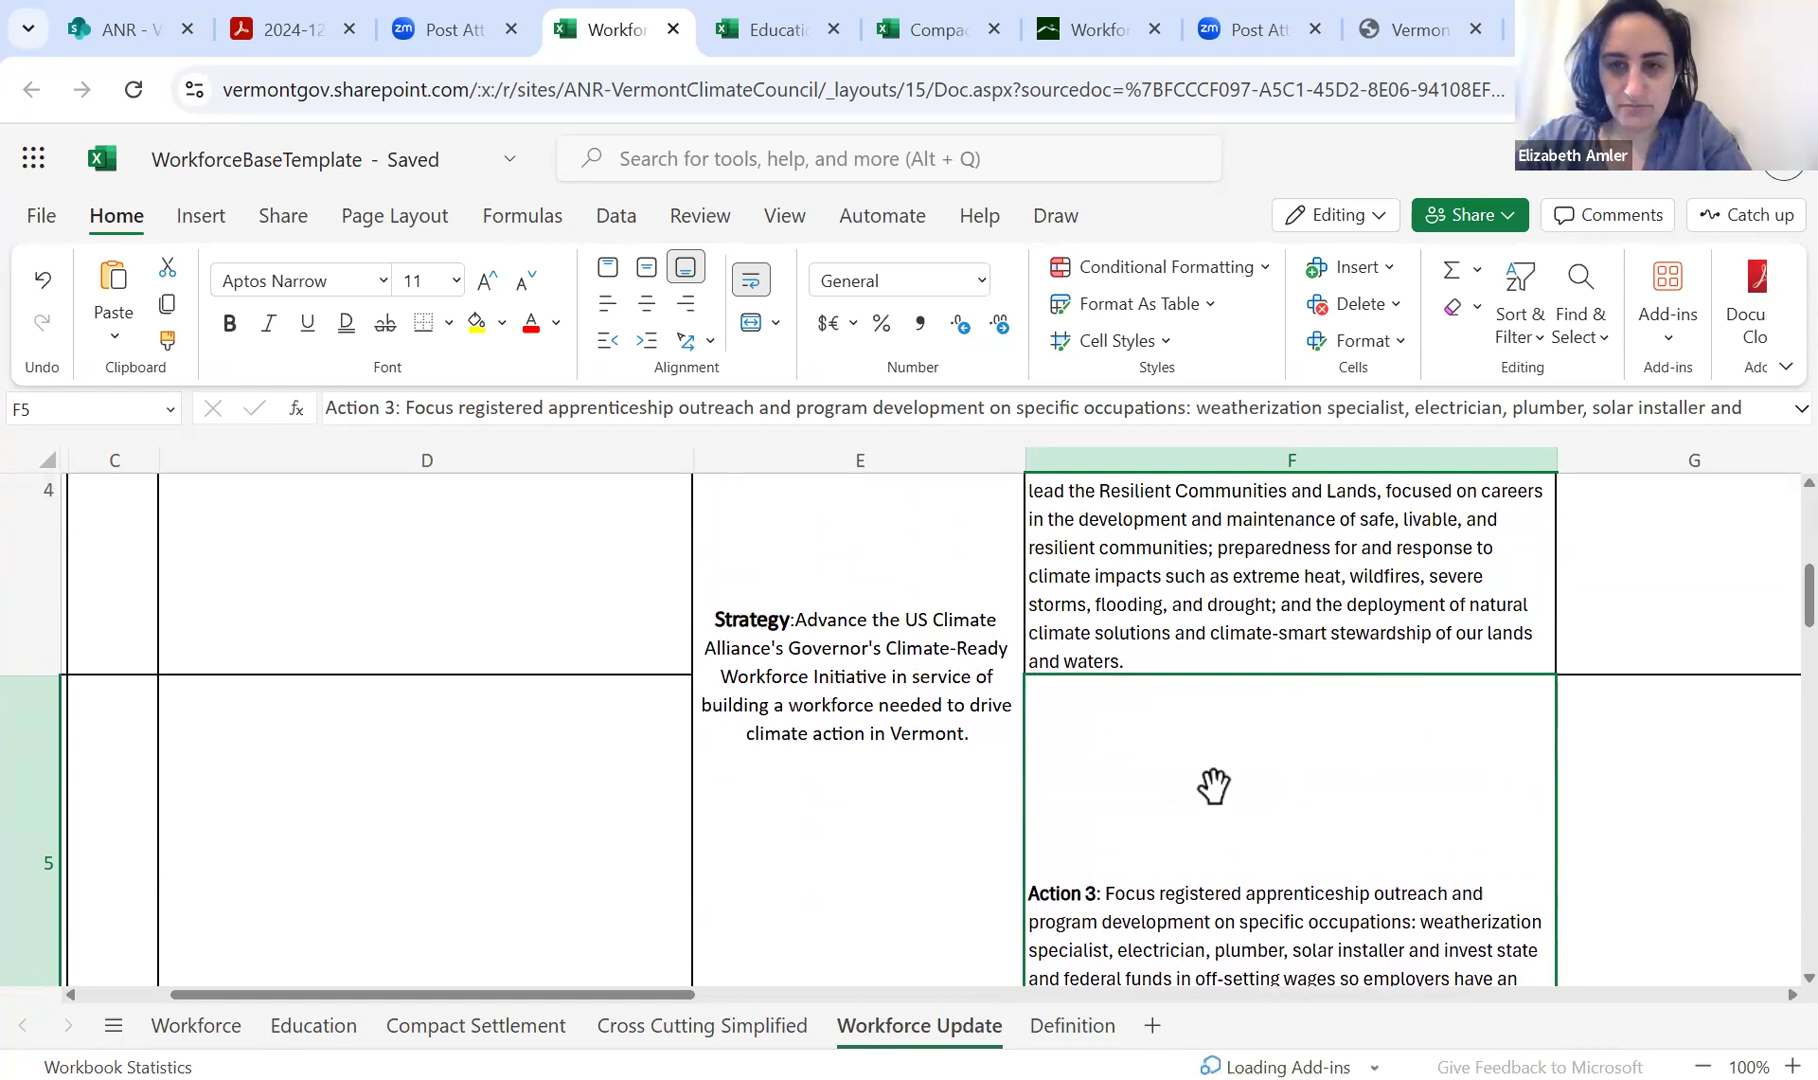 ANR - V
2024-12
Post Att
Workfor
Educatio
Compac
Workfor
Post Att
Vermon
vermontgov.sharepoint.com/:x:/r/sites/ANR-VermontClimateCouncil/_layouts/15/Doc.aspx?sourcedoc=%7BFCCCF097-A5C1-45D2-8E06-94108EF...
Elizabeth Amler
WorkforceBaseTemplate - Saved
Search for tools, help, and more (Alt + Q)
File Home Insert Share Page Layout Formulas Data Review View Automate Help Draw
Editing Share Comments Catch up
Paste
Aptos Narrow 11
General
Conditional Formatting
Format As Table
Cell Styles
Insert
Delete
Format
Sort & Filter
Find & Select
Add-ins
Docu
Clo
Undo Clipboard Font Alignment Number Styles Cells Editing Add-ins Adc
F5
fx
Action 3: Focus registered apprenticeship outreach and program development on specific occupations: weatherization specialist, electrician, plumber, solar installer and
C D E F G
4
lead the Resilient Communities and Lands, focused on careers
in the development and maintenance of safe, livable, and
resilient communities; preparedness for and response to
climate impacts such as extreme heat, wildfires, severe
storms, flooding, and drought; and the deployment of natural
climate solutions and climate-smart stewardship of our lands
and waters.
Strategy:Advance the US Climate
Alliance's Governor's Climate-Ready
Workforce Initiative in service of
building a workforce needed to drive
climate action in Vermont.
5
Action 3: Focus registered apprenticeship outreach and
program development on specific occupations: weatherization
specialist, electrician, plumber, solar installer and invest state
and federal funds in off-setting wages so employers have an
Workforce Education Compact Settlement Cross Cutting Simplified Workforce Update Definition
Workbook Statistics
Loading Add-ins
Give Feedback to Microsoft
100%